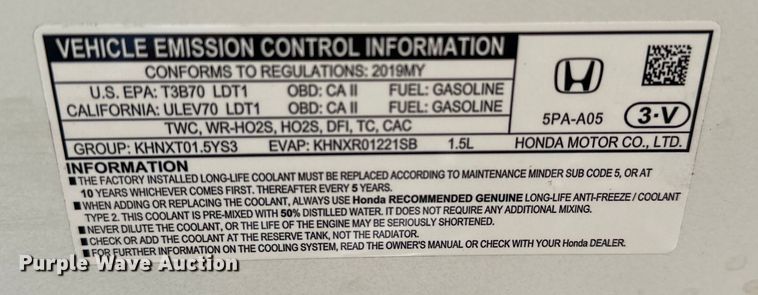 VEHICLE EMISSION CONTROL INFORMATION
CONFORMS TO REGULATIONS: 2019MY
U.S. EPA: T3B70 LDT1 OBD: CA II FUEL: GASOLINE
CALIFORNIA: ULEV70 LDT1 OBD: CA II FUEL: GASOLINE
TWC, WR-HO2S, HO2S, DFI, TC, CAC
GROUP: KHNXT01.5YS3 EVAP: KHNXR01221SB 1.5L
5PA-A05 3-V
HONDA MOTOR CO., LTD.
INFORMATION
■ THE FACTORY INSTALLED LONG-LIFE COOLANT MUST BE REPLACED ACCORDING TO MAINTENANCE MINDER SUB CODE 5, OR AT
10 YEARS WHICHEVER COMES FIRST. THEREAFTER EVERY 5 YEARS.
■ WHEN ADDING OR REPLACING THE COOLANT, ALWAYS USE Honda RECOMMENDED GENUINE LONG-LIFE ANTI-FREEZE / COOLANT
TYPE 2. THIS COOLANT IS PRE-MIXED WITH 50% DISTILLED WATER. IT DOES NOT REQUIRE ANY ADDITIONAL MIXING.
■ NEVER DILUTE THE COOLANT, OR THE LIFE OF THE ENGINE MAY BE SERIOUSLY SHORTENED.
■ CHECK OR ADD THE COOLANT AT THE RESERVE TANK, NOT THE RADIATOR.
■ FOR FURTHER INFORMATION ON THE COOLING SYSTEM, READ THE OWNER'S MANUAL OR CHECK WITH YOUR Honda DEALER.
Purple Wave Auction